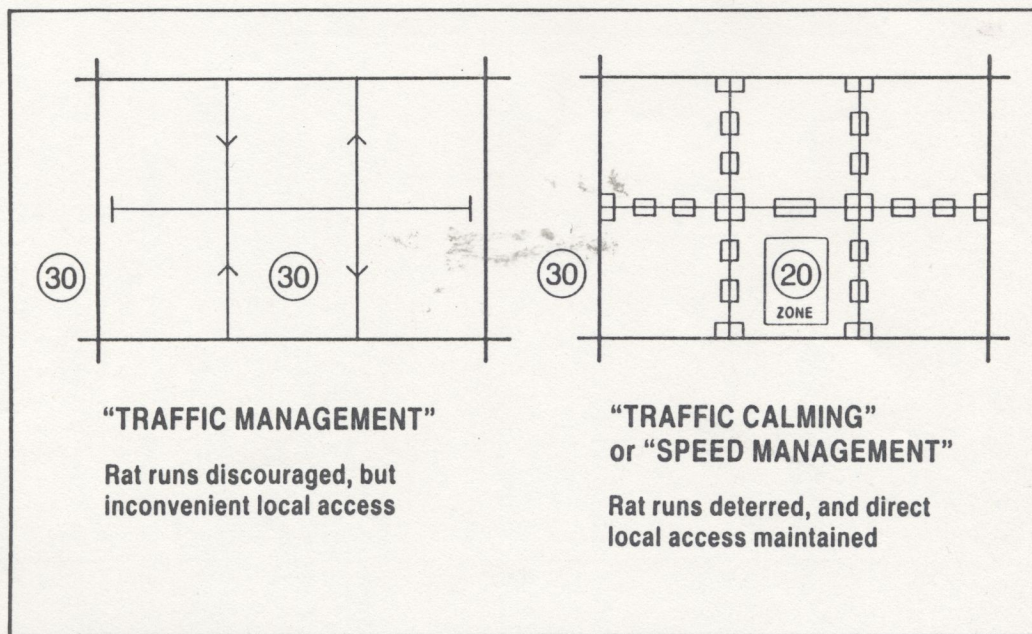 30
30
"TRAFFIC MANAGEMENT"
Rat runs discouraged, but
inconvenient local access
30
20
ZONE
"TRAFFIC CALMING"
or "SPEED MANAGEMENT"
Rat runs deterred, and direct
local access maintained